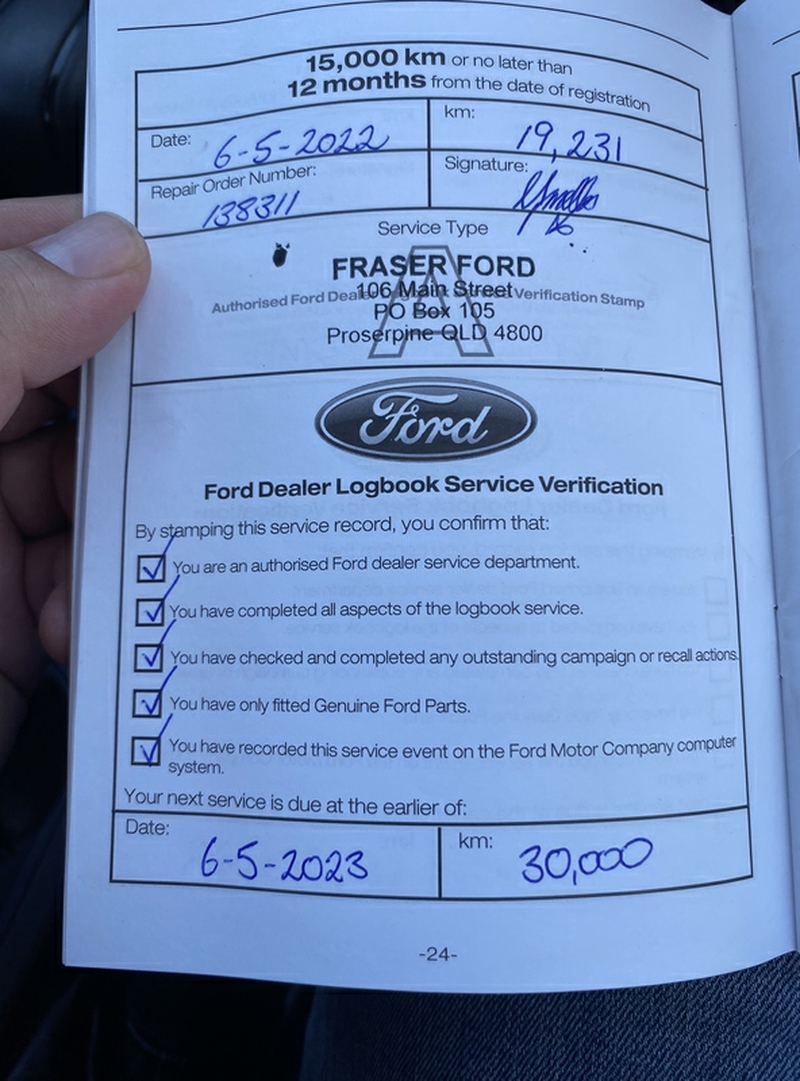 15,000 km or no later than
12 months from the date of registration
Date: 6-5-2022
km: 19,231
Repair Order Number: 138311
Signature:
Service Type
A
FRASER FORD
106 Main Street
Authorised Ford Dealer Verification Stamp
PO Box 105
Proserpine QLD 4800
Ford
Ford Dealer Logbook Service Verification
By stamping this service record, you confirm that:
You are an authorised Ford dealer service department.
You have completed all aspects of the logbook service.
You have checked and completed any outstanding campaign or recall actions.
You have only fitted Genuine Ford Parts.
You have recorded this service event on the Ford Motor Company computer
system.
Your next service is due at the earlier of:
Date: 6-5-2023
km: 30,000
-24-